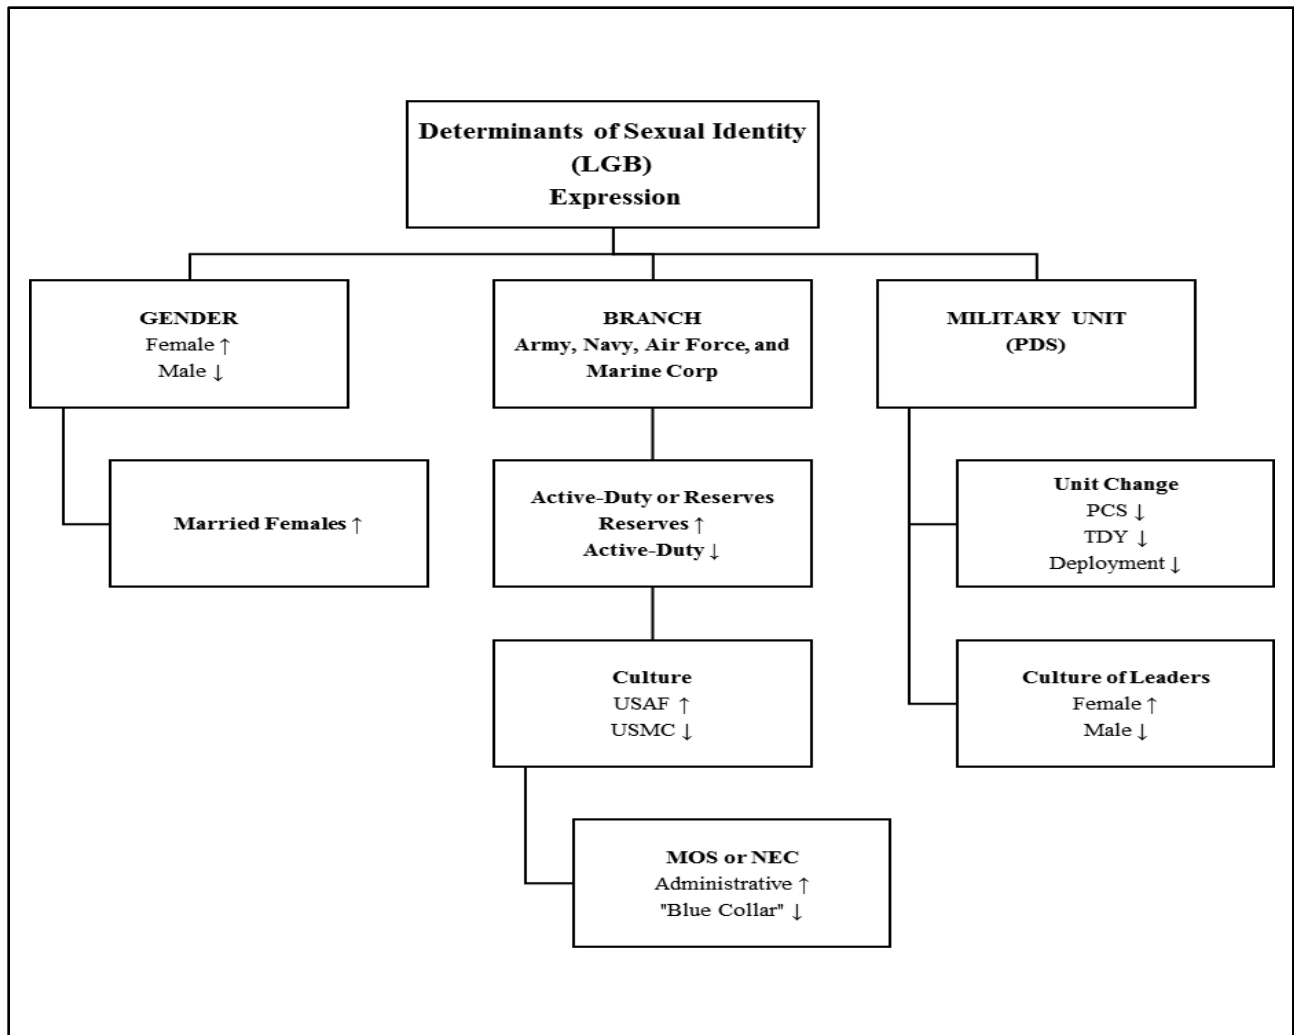 Determinants of Sexual Identity
(LGB)
Expression
GENDER
Female ↑
Male ↓
BRANCH
Army, Navy, Air Force, and
Marine Corp
MILITARY UNIT
(PDS)
Married Females ↑
Active-Duty or Reserves
Reserves ↑
Active-Duty ↓
Unit Change
PCS ↓
TDY ↓
Deployment ↓
Culture
USAF ↑
USMC ↓
Culture of Leaders
Female ↑
Male ↓
MOS or NEC
Administrative ↑
"Blue Collar" ↓